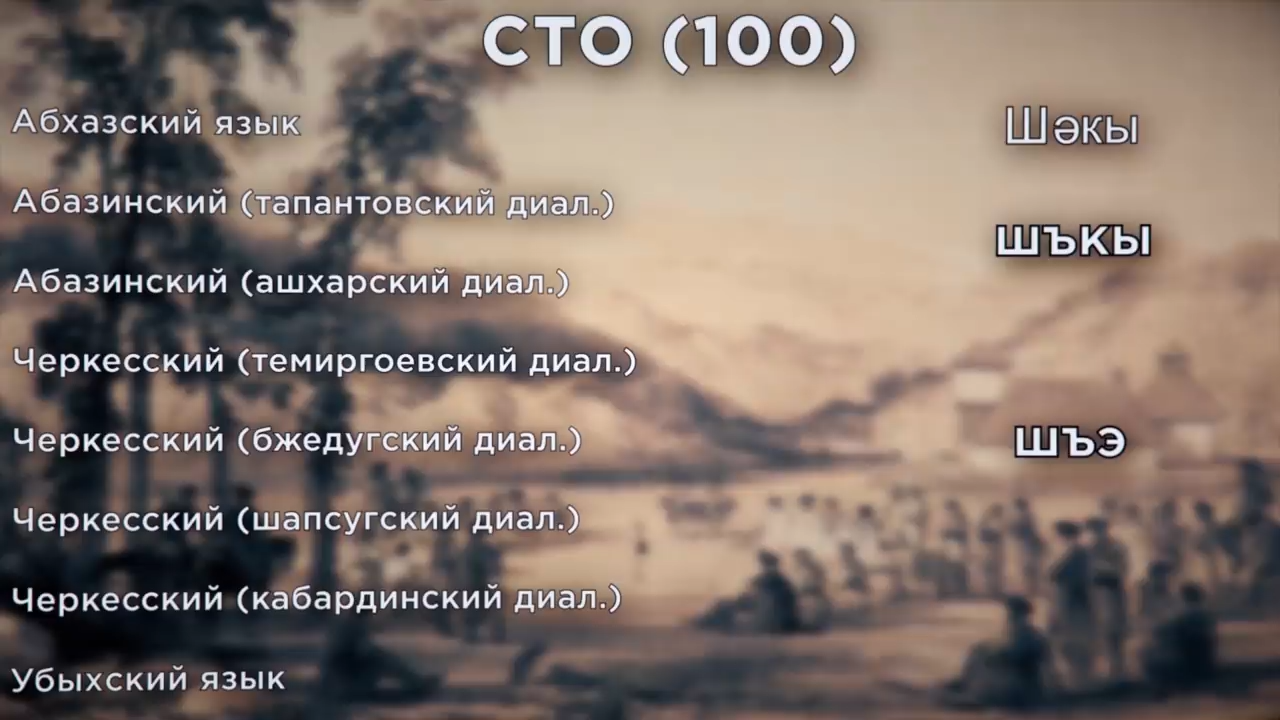 СТО (100)
Абхазский язык
Шәкы
Абазинский (тапантовский диал.)
ШЪКЫ
Абазинский (ашхарский диал.)
Черкесский (темиргоевский диал.)
Черкесский (бжедугский диал.)
ШЪЭ
Черкесский (шапсугский диал.)
Черкесский (кабардинский диал.)
Убыхский язык